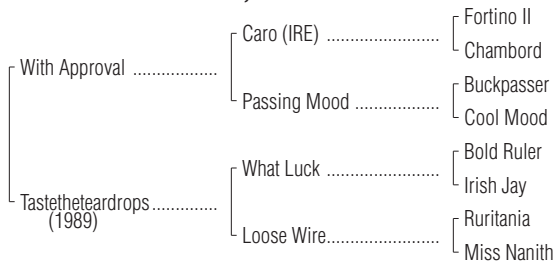 Fortino II
Caro (IRE) ....................
Chambord
With Approval ..................
Buckpasser
Passing Mood ...................
Cool Mood
Bold Ruler
What Luck ......................
Irish Jay
Tastetheteardrops..............
(1989)
Ruritania
Loose Wire......................
Miss Nanith